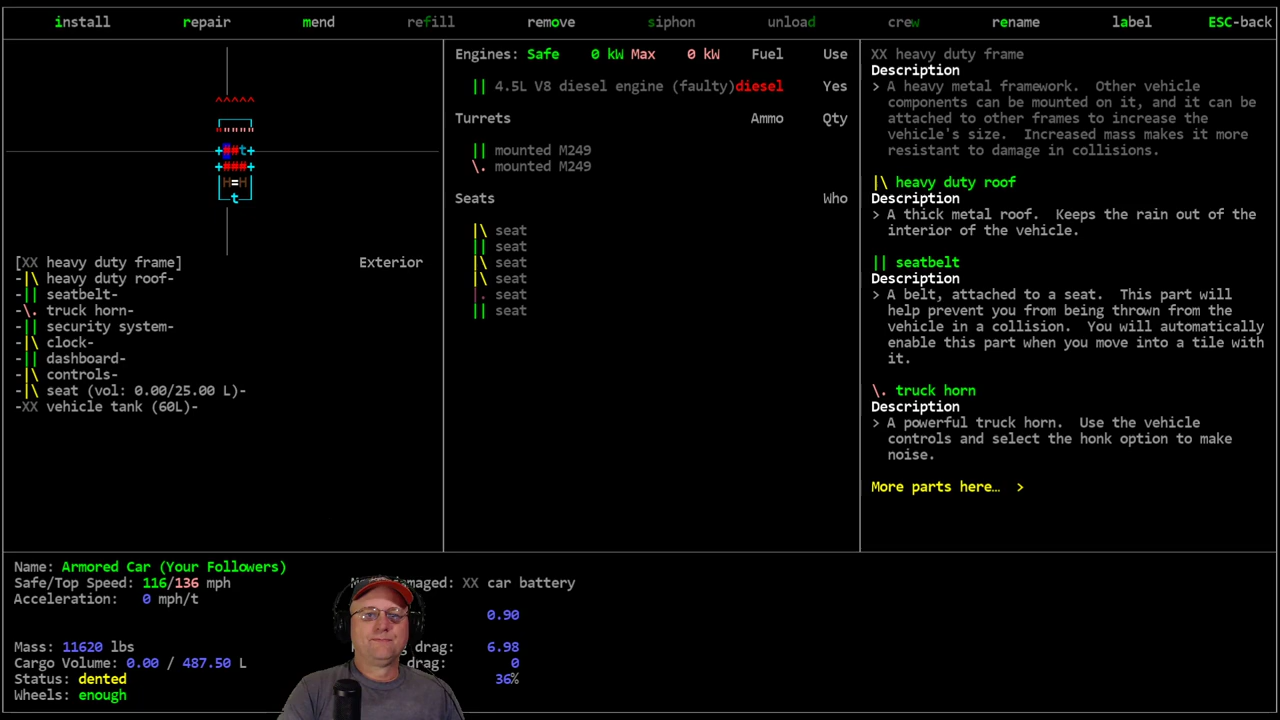 install repair mend refill remove siphon unload crew rename label ESC-back
Engines: Safe 0 kW Max 0 kW Fuel Use
|| 4.5L V8 diesel engine (faulty)diesel Yes
Turrets Ammo Qty
|| mounted M249
\. mounted M249
Seats Who
|\ seat
|| seat
|\ seat
|\ seat
|. seat
|| seat
[XX heavy duty frame] Exterior
-|\ heavy duty roof-
-|| seatbelt-
-\. truck horn-
-|| security system-
-|\ clock-
-|| dashboard-
-|\ controls-
-|\ seat (vol: 0.00/25.00 L)-
-XX vehicle tank (60L)-
XX heavy duty frame
Description
> A heavy metal framework. Other vehicle
components can be mounted on it, and it can be
attached to other frames to increase the
vehicle's size. Increased mass makes it more
resistant to damage in collisions.
|\ heavy duty roof
Description
> A thick metal roof. Keeps the rain out of the
interior of the vehicle.
|| seatbelt
Description
> A belt, attached to a seat. This part will
help prevent you from being thrown from the
vehicle in a collision. You will automatically
enable this part when you move into a tile with
it.
\. truck horn
Description
> A powerful truck horn. Use the vehicle
controls and select the honk option to make
noise.
More parts here… >
Name: Armored Car (Your Followers)
Safe/Top Speed: 116/136 mph
Acceleration: 0 mph/t
Mass: 11620 lbs
Cargo Volume: 0.00 / 487.50 L
Status: dented
Wheels: enough
damaged: XX car battery
0.90
drag: 6.98
drag: 0
36%